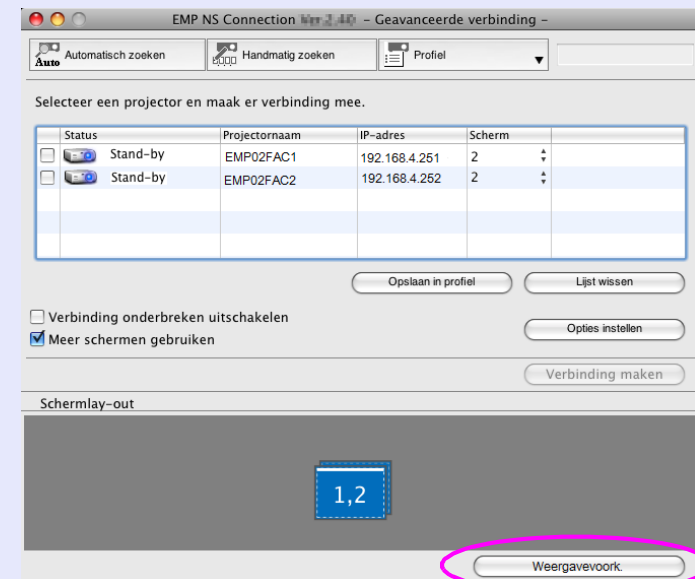 EMP NS Connection – Geavanceerde verbinding –
Auto Automatisch zoeken Handmatig zoeken Profiel
Selecteer een projector en maak er verbinding mee.
Status Projectornaam IP-adres Scherm
Stand-by EMP02FAC1 192.168.4.251 2
Stand-by EMP02FAC2 192.168.4.252 2
Opslaan in profiel Lijst wissen
Verbinding onderbreken uitschakelen
Opties instellen
Meer schermen gebruiken
Verbinding maken
Schermlay-out
1,2
Weergavevoork.